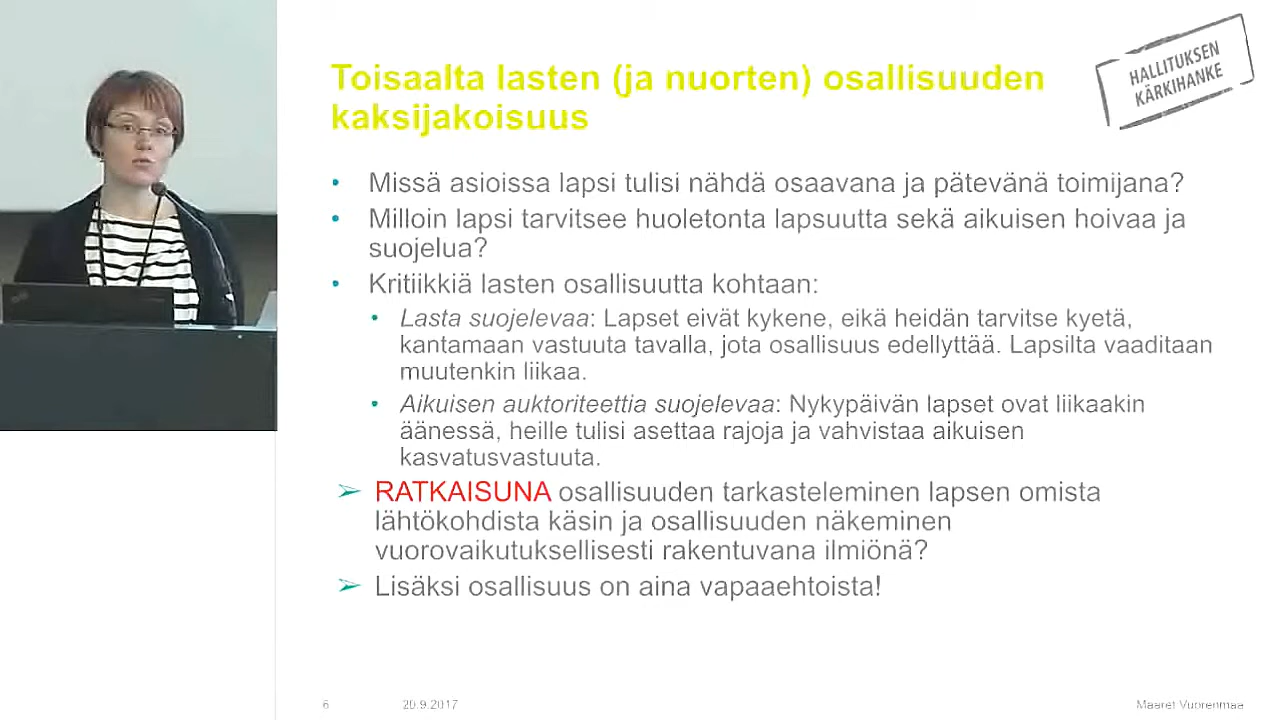 Toisaalta lasten (ja nuorten) osallisuuden
kaksijakoisuus
HALLITUKSEN
KÄRKIHANKE
• Missä asioissa lapsi tulisi nähdä osaavana ja pätevänä toimijana?
• Milloin lapsi tarvitsee huoletonta lapsuutta sekä aikuisen hoivaa ja
suojelua?
• Kritiikkiä lasten osallisuutta kohtaan:
• Lasta suojelevaa: Lapset eivät kykene, eikä heidän tarvitse kyetä,
kantamaan vastuuta tavalla, jota osallisuus edellyttää. Lapsilta vaaditaan
muutenkin liikaa.
• Aikuisen auktoriteettia suojelevaa: Nykypäivän lapset ovat liikaakin
äänessä, heille tulisi asettaa rajoja ja vahvistaa aikuisen
kasvatusvastuuta.
➢ RATKAISUNA osallisuuden tarkasteleminen lapsen omista
lähtökohdista käsin ja osallisuuden näkeminen
vuorovaikutuksellisesti rakentuvana ilmiönä?
➢ Lisäksi osallisuus on aina vapaaehtoista!
6 20.9.2017 Maaret Vuorenmaa